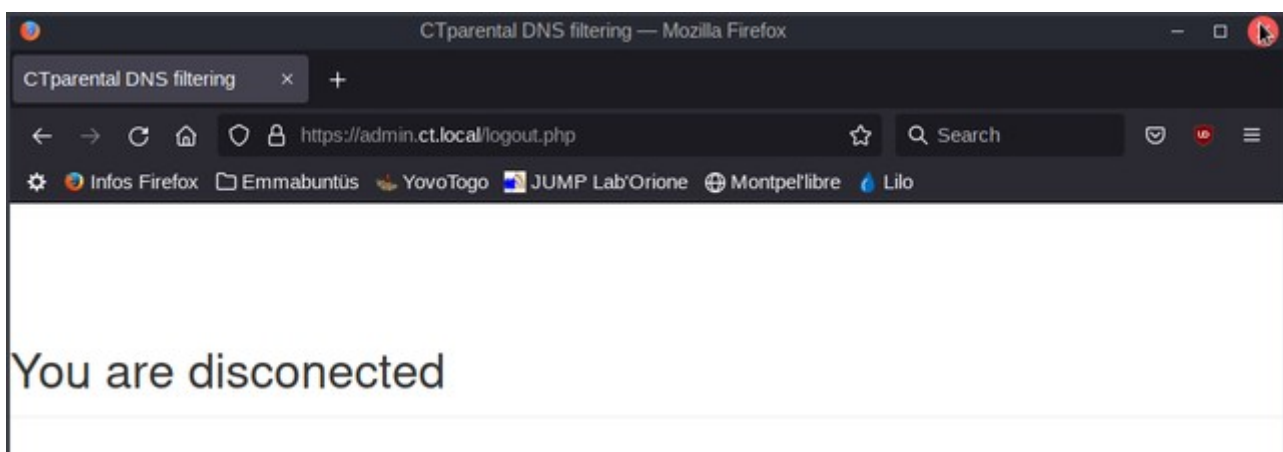 CTparental DNS filtering — Mozilla Firefox
CTparental DNS filtering
https://admin.ct.local/logout.php Search
Infos Firefox Emmabuntüs YovoTogo JUMP Lab'Orione Montpel'libre Lilo
You are disconected